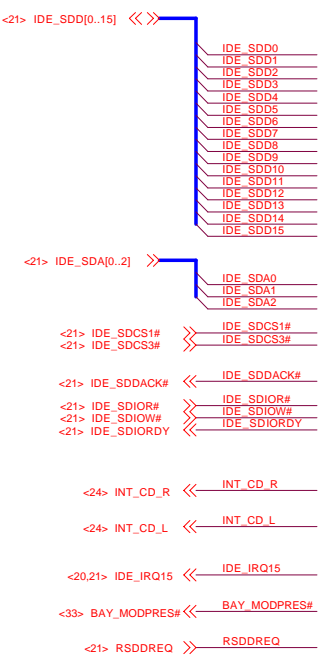 <21> IDE_SDD[0..15]
IDE_SDD0
IDE_SDD1
IDE_SDD2
IDE_SDD3
IDE_SDD4
IDE_SDD5
IDE_SDD6
IDE_SDD7
IDE_SDD8
IDE_SDD9
IDE_SDD10
IDE_SDD11
IDE_SDD12
IDE_SDD13
IDE_SDD14
IDE_SDD15
<21> IDE_SDA[0..2]
IDE_SDA0
IDE_SDA1
IDE_SDA2
<21> IDE_SDCS1# IDE_SDCS1#
<21> IDE_SDCS3# IDE_SDCS3#
<21> IDE_SDDACK# IDE_SDDACK#
<21> IDE_SDIOR# IDE_SDIOR#
<21> IDE_SDIOW# IDE_SDIOW#
<21> IDE_SDIORDY IDE_SDIORDY
<24> INT_CD_R INT_CD_R
<24> INT_CD_L INT_CD_L
<20,21> IDE_IRQ15 IDE_IRQ15
<33> BAY_MODPRES# BAY_MODPRES#
<21> RSDDREQ RSDDREQ